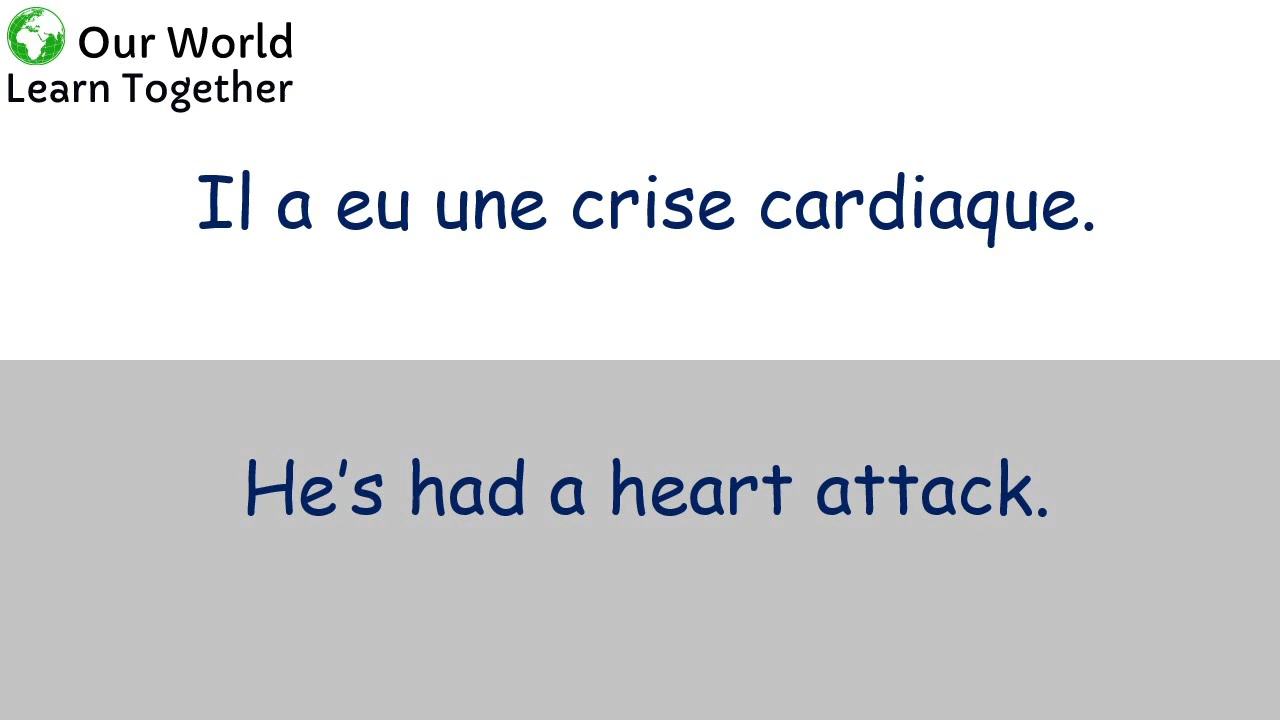 Our World
Learn Together
Il a eu une crise cardiaque.
He’s had a heart attack.